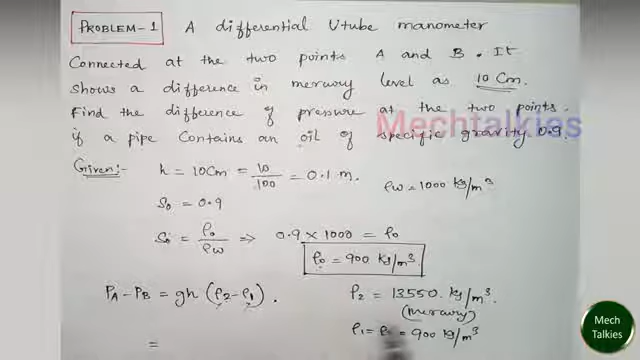 PROBLEM-1 A differential U tube manometer
Connected at the two points A and B. It
shows a difference in mercury level as 10 Cm.
Find the difference of pressure at the two points.
if a pipe Contains an oil of specific gravity 0.9.
Mechtalkies
Given:- h = 10Cm = 10/100 = 0.1 m. ρw = 1000 kg/m³
S₀ = 0.9
S₀ = ρ₀/ρw ⇒ 0.9 × 1000 = ρ₀
ρ₀ = 900 kg/m³.
PA - PB = gh (ρ2 - ρ1). ρ2 = 13550. kg/m³.
(mercury)
= ρ1 = = 900 kg/m³
Mech
Talkies